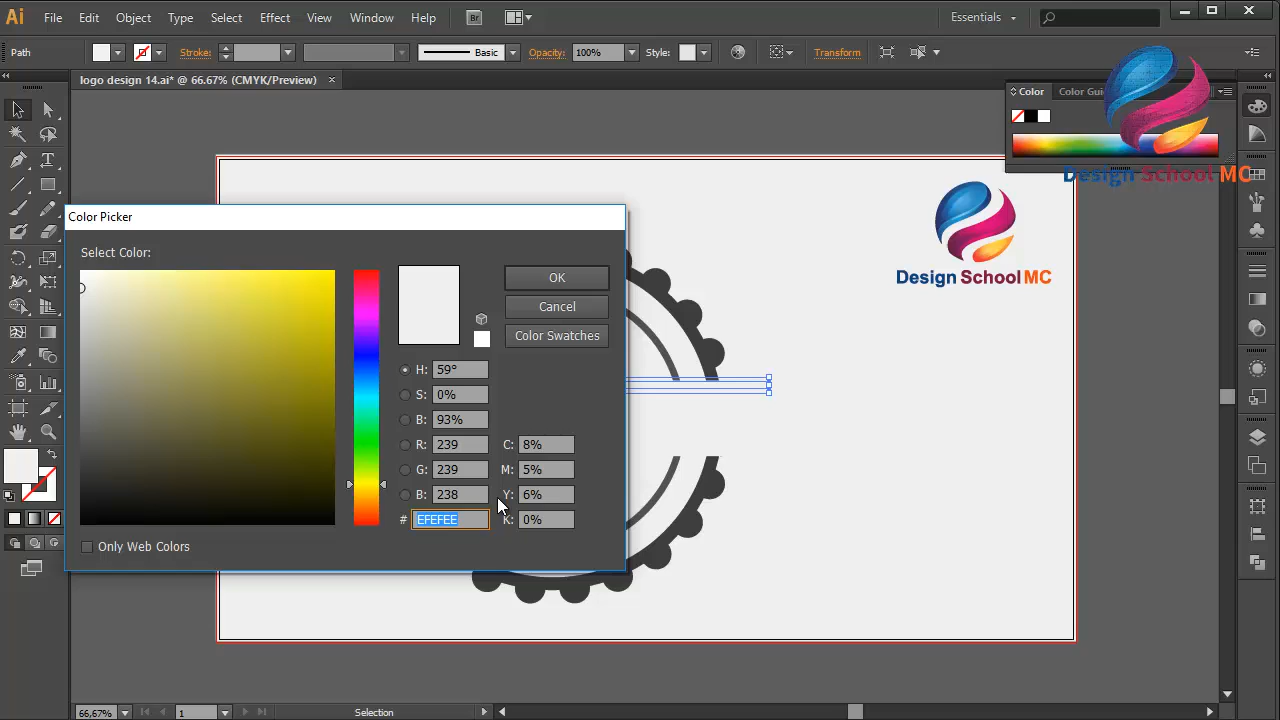 Ai File Edit Object Type Select Effect View Window Help Br Essentials
Path Stroke: Basic Opacity: 100% Style: Transform
logo design 14.ai* @ 66.67% (CMYK/Preview) ×
Color Color Gui
Design School MC
Design School MC
Color Picker
Select Color:
OK
Cancel
Color Swatches
H: 59°
S: 0%
B: 93%
R: 239 C: 8%
G: 239 M: 5%
B: 238 Y: 6%
# EFEFEE K: 0%
Only Web Colors
66,67% 1 Selection